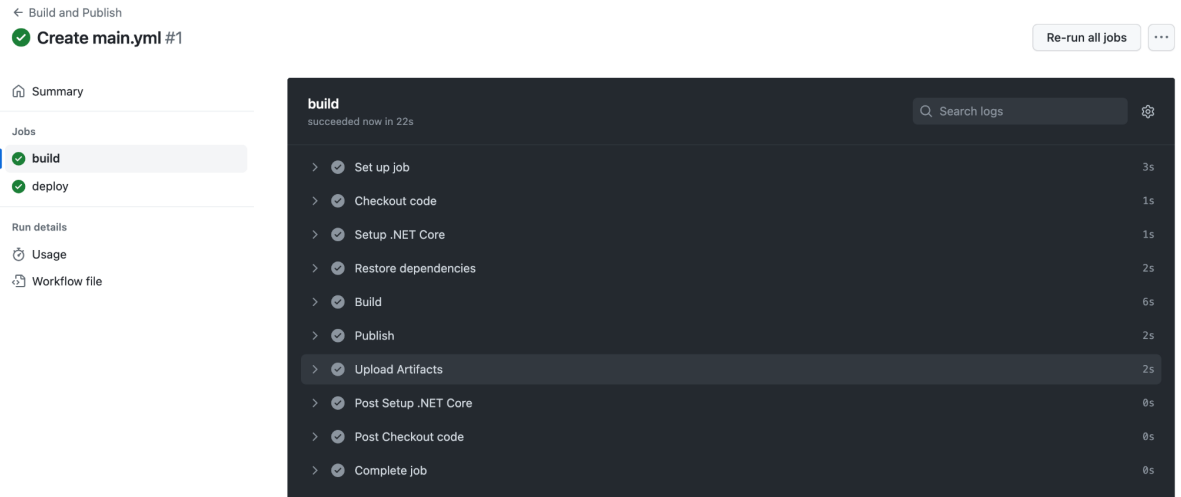 ← Build and Publish
Create main.yml #1
Re-run all jobs
...
Summary
Jobs
build
deploy
Run details
Usage
Workflow file
build
succeeded now in 22s
Search logs
Set up job 3s
Checkout code 1s
Setup .NET Core 1s
Restore dependencies 2s
Build 6s
Publish 2s
Upload Artifacts 2s
Post Setup .NET Core 0s
Post Checkout code 0s
Complete job 0s